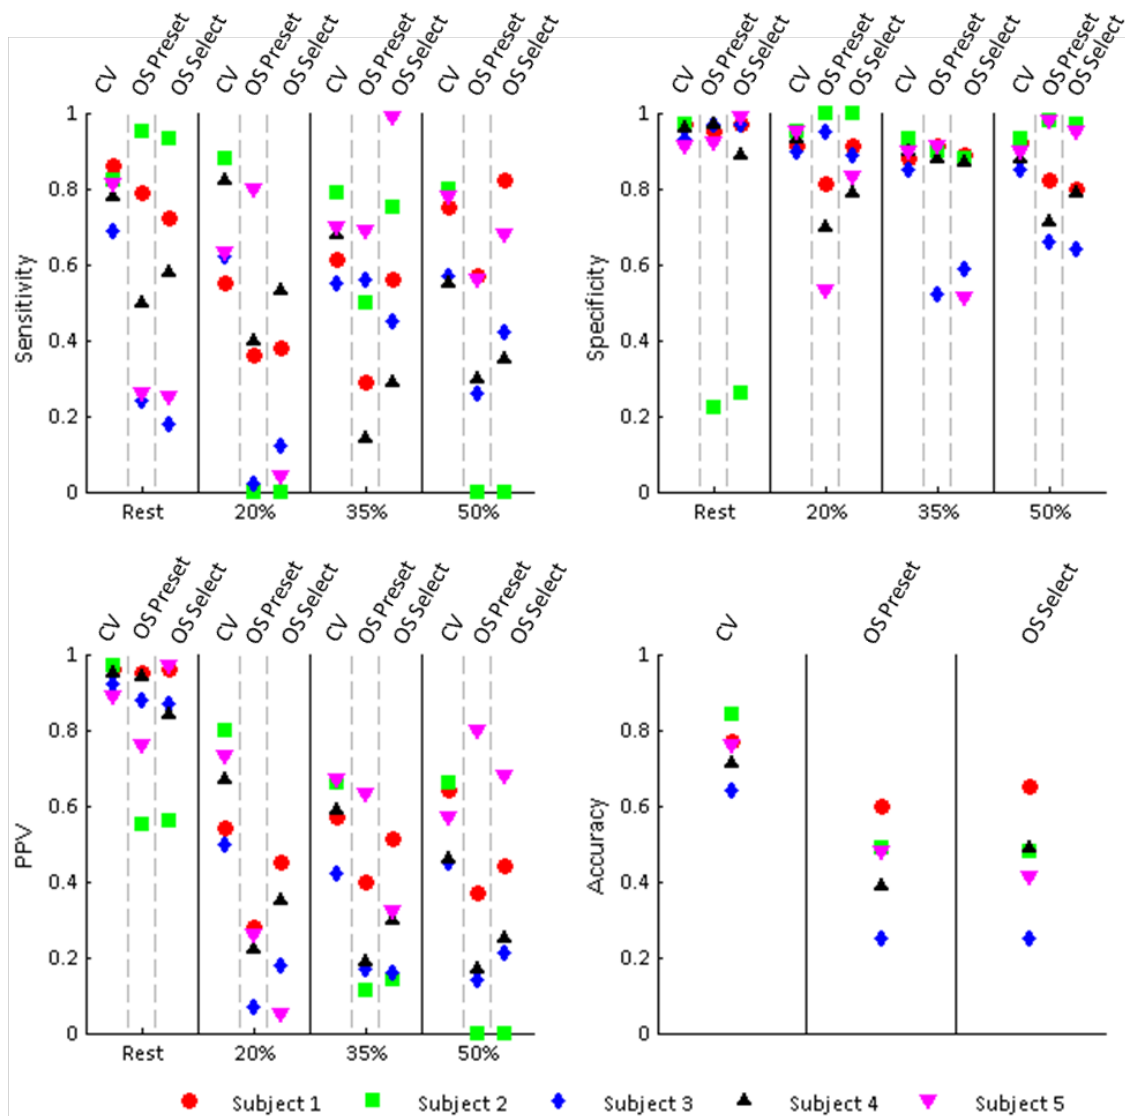 CV OS Preset OS Select CV OS Preset OS Select CV OS Preset OS Select CV OS Preset OS Select
Sensitivity
1
0.8
0.6
0.4
0.2
0
Rest 20% 35% 50%
CV OS Preset OS Select CV OS Preset OS Select CV OS Preset OS Select CV OS Preset OS Select
Specificity
1
0.8
0.6
0.4
0.2
0
Rest 20% 35% 50%
CV OS Preset OS Select CV OS Preset OS Select CV OS Preset OS Select CV OS Preset OS Select
PPV
1
0.8
0.6
0.4
0.2
0
Rest 20% 35% 50%
CV OS Preset OS Select
Accuracy
1
0.8
0.6
0.4
0.2
0
Subject 1 Subject 2 Subject 3 Subject 4 Subject 5